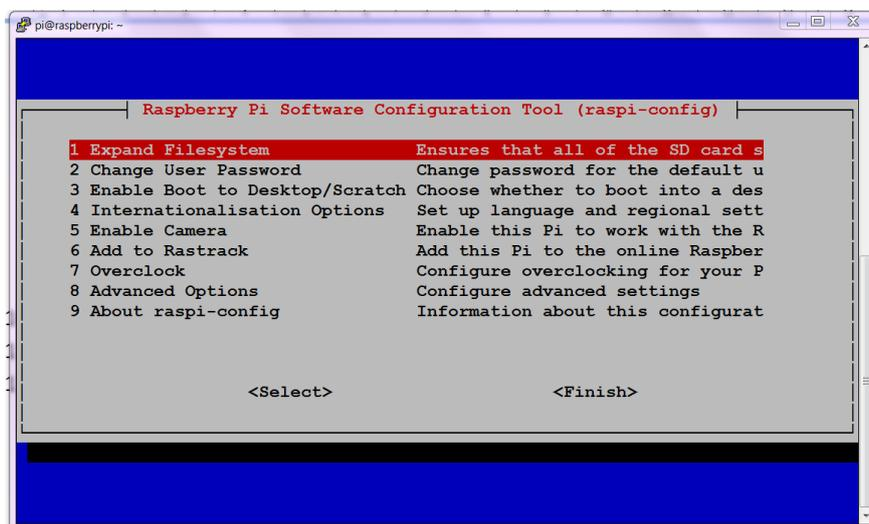 pi@raspberrypi: ~
Raspberry Pi Software Configuration Tool (raspi-config)
1 Expand Filesystem Ensures that all of the SD card s
2 Change User Password Change password for the default u
3 Enable Boot to Desktop/Scratch Choose whether to boot into a des
4 Internationalisation Options Set up language and regional sett
5 Enable Camera Enable this Pi to work with the R
6 Add to Rastrack Add this Pi to the online Raspber
7 Overclock Configure overclocking for your P
8 Advanced Options Configure advanced settings
9 About raspi-config Information about this configurat
<Select> <Finish>